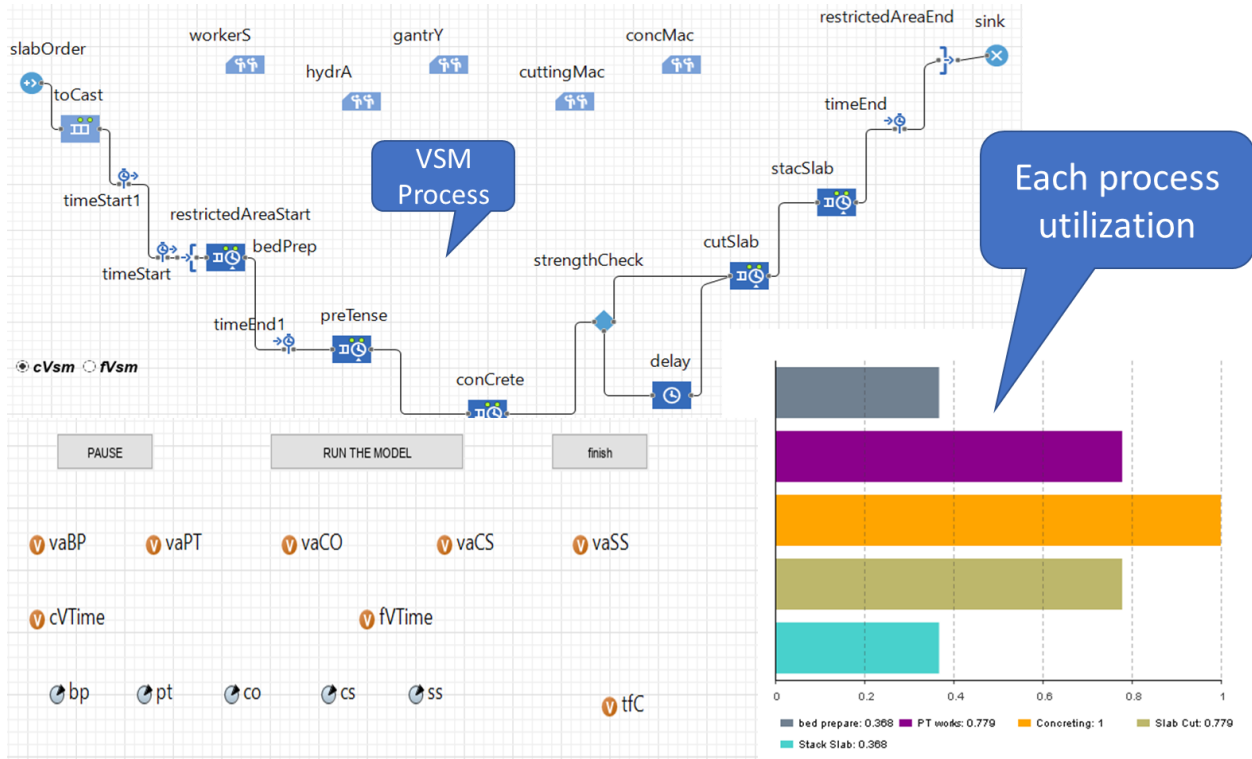 restrictedAreaEnd
sink
workerS
gantrY
concMac
slabOrder
hydrA
cuttingMac
toCast
timeEnd
VSM
Process
stacSlab
Each process
utilization
timeStart1
restrictedAreaStart
bedPrep
cutSlab
strengthCheck
timeStart
timeEnd1
preTense
delay
cVsm
fVsm
conCrete
PAUSE
RUN THE MODEL
finish
vaBP
vaPT
vaCO
vaCS
vaSS
cVTime
fVTime
bp
pt
co
cs
ss
tfC
0
0.2
0.4
0.6
0.8
1
bed prepare: 0.368
PT works: 0.779
Concreting: 1
Slab Cut: 0.779
Stack Slab: 0.368